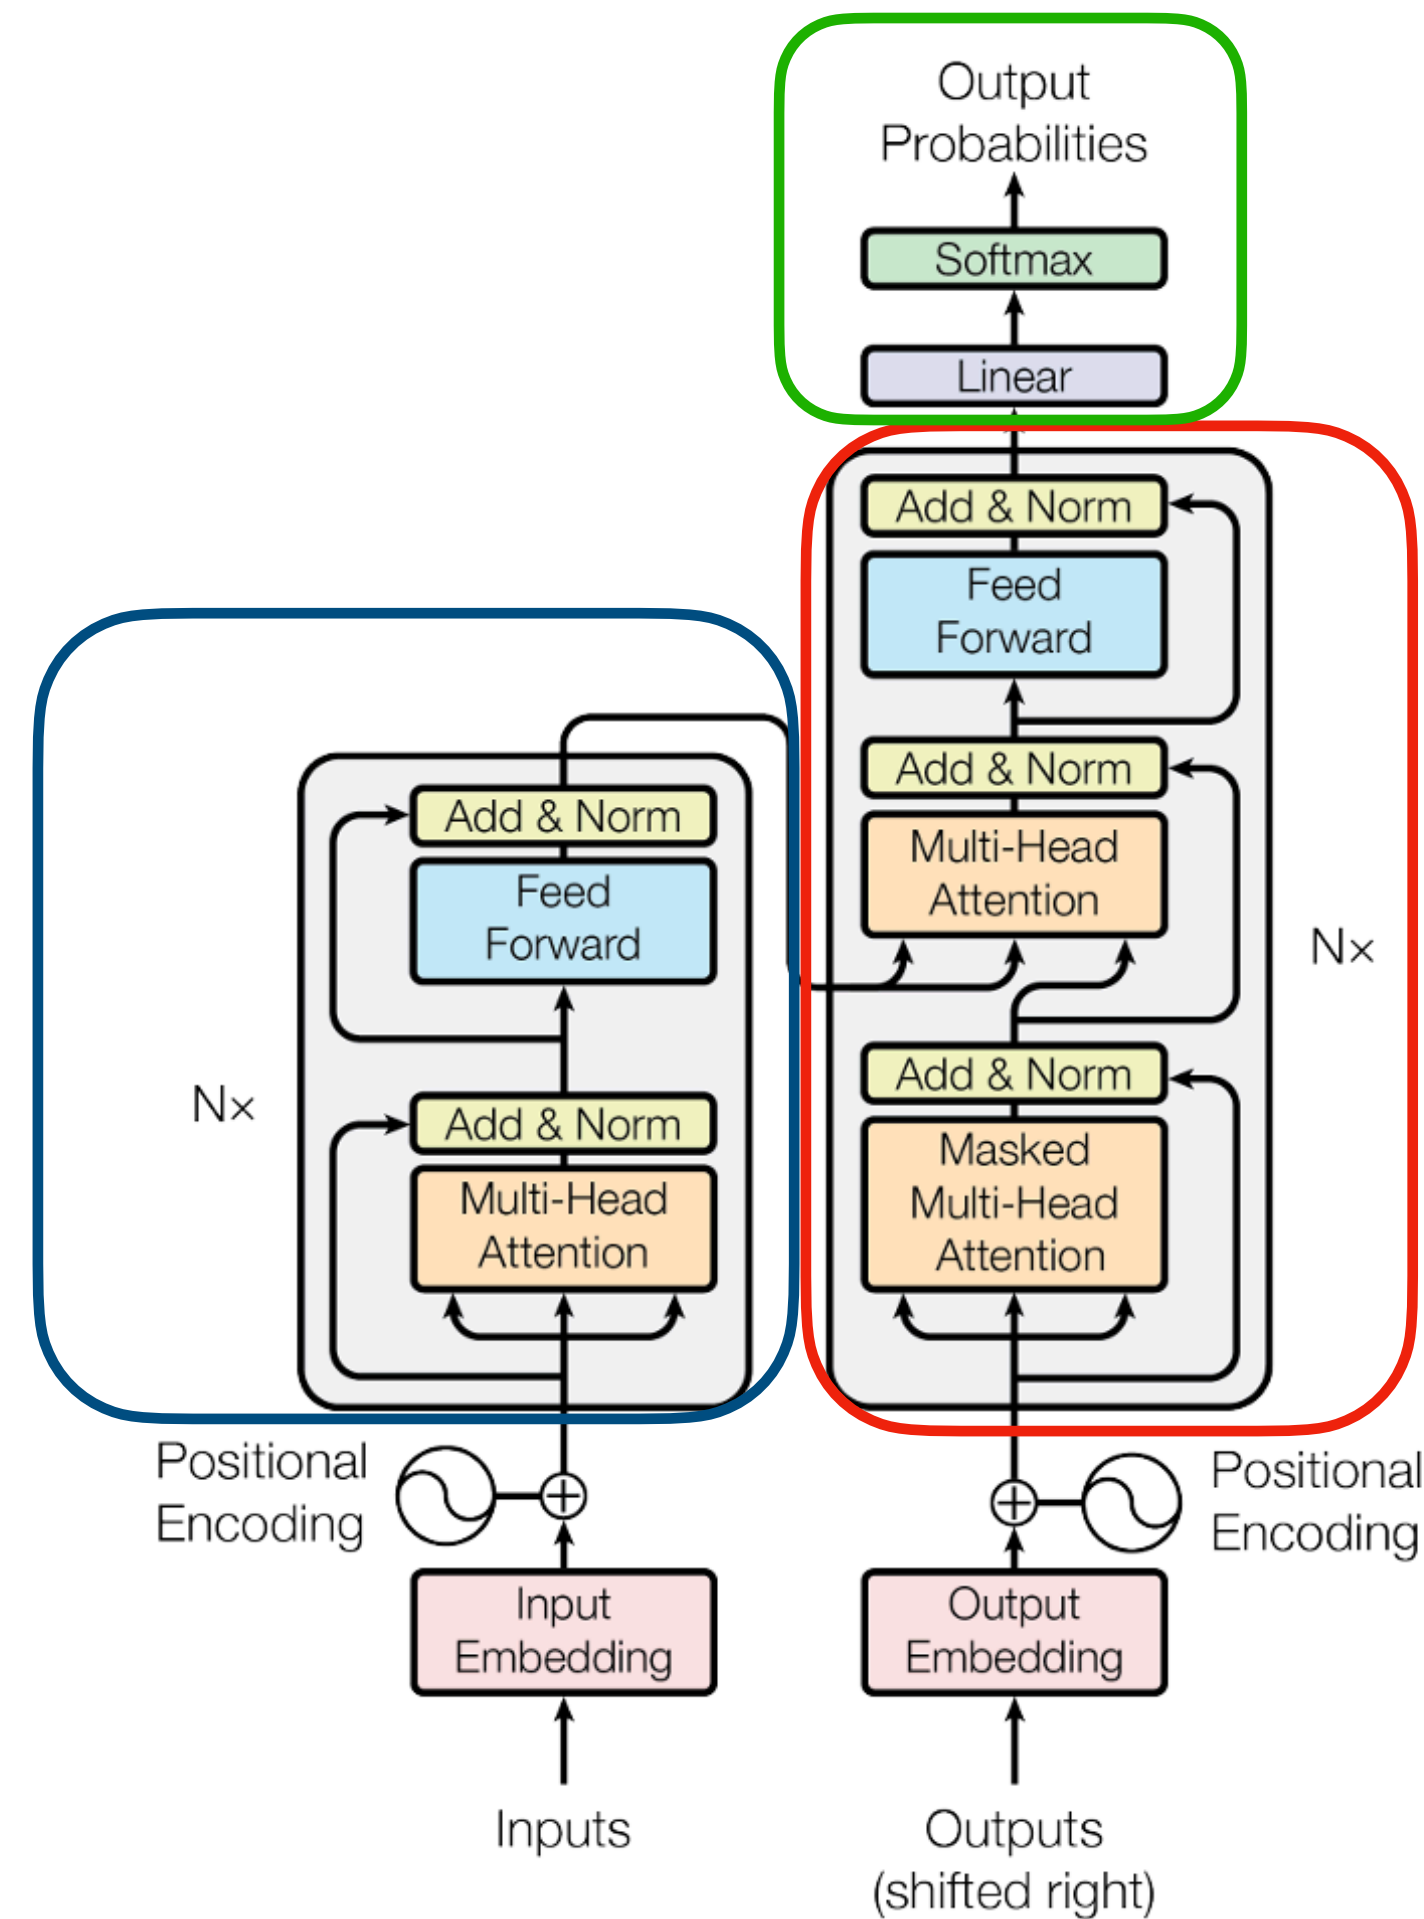 Output
Probabilities
Softmax
Linear
Add & Norm
Feed
Forward
Add & Norm
Multi-Head
Attention
Nx
Add & Norm
Masked
Multi-Head
Attention
Add & Norm
Feed
Forward
Nx
Add & Norm
Multi-Head
Attention
Positional
Encoding
Positional
Encoding
Input
Embedding
Output
Embedding
Inputs
Outputs
(shifted right)